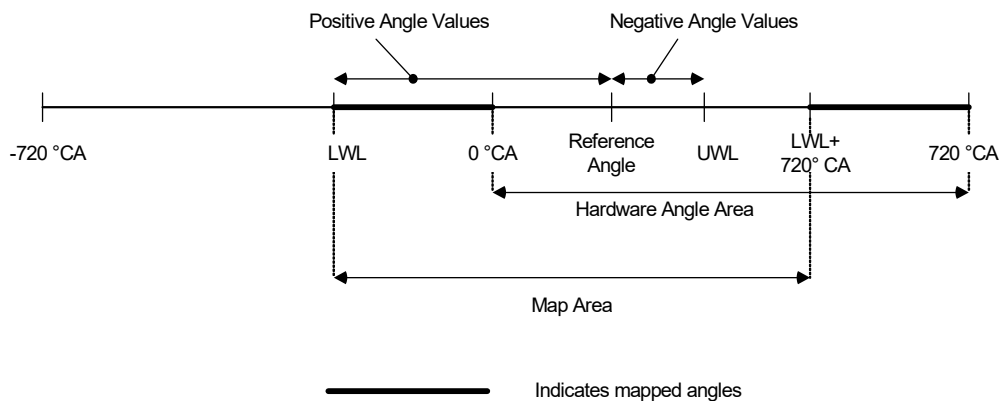 Positive Angle Values
Negative Angle Values
-720 °CA
LWL
0 °CA
Reference
Angle
UWL
LWL+
720° CA
720 °CA
Hardware Angle Area
Map Area
Indicates mapped angles